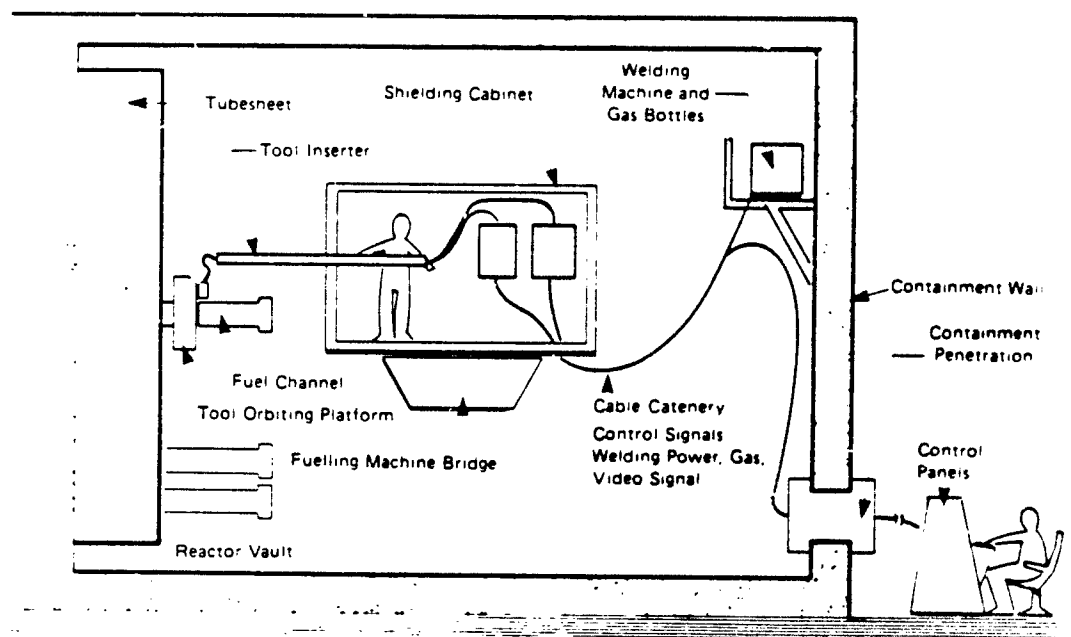 Welding
Machine and
Gas Bottles
Shielding Cabinet
Tubesheet
Tool Inserter
Containment Wall
Containment
Penetration
Fuel Channel
Tool Orbiting Platform
Cable Catenery
Control Signals
Welding Power, Gas,
Video Signal
Fuelling Machine Bridge
Control
Panels
Reactor Vault